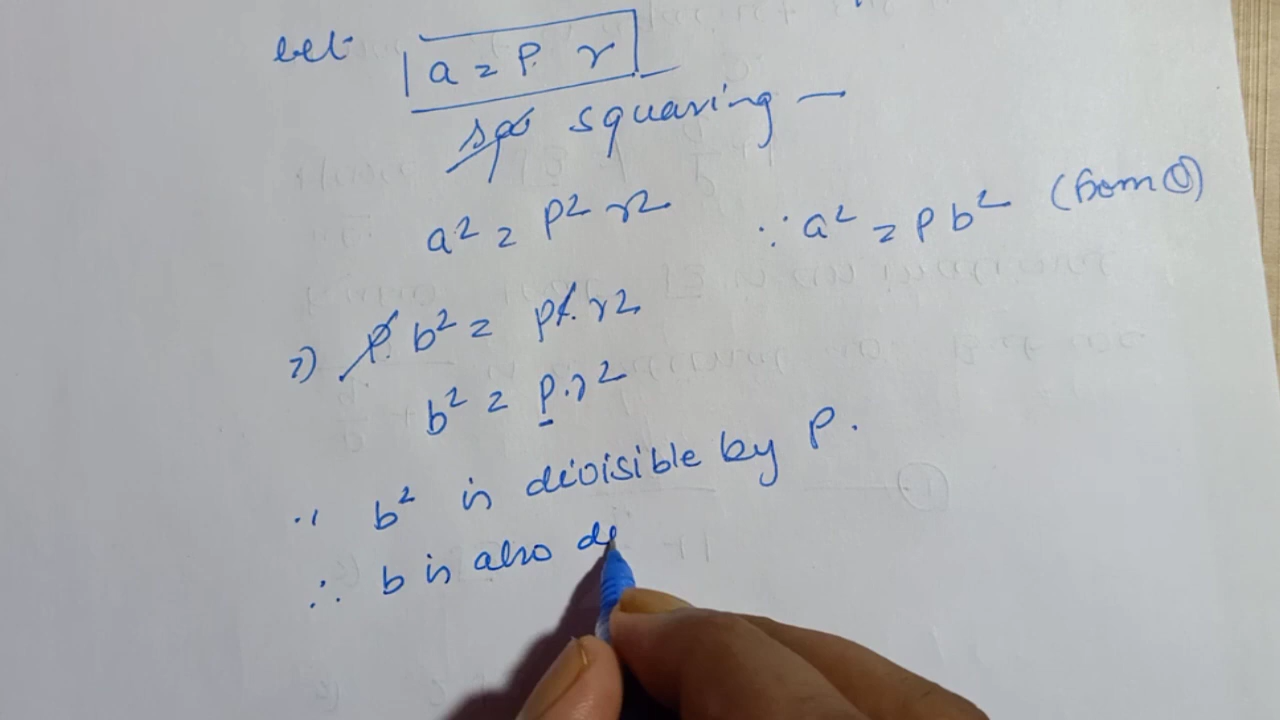 let a = P. r
sq squaring —
a² = P² r² ∵ a² = P b² (from ①)
⇒ P. b² = P². r²
b² = P. r²
∵ b² is divisible by P.
∴ b is also d